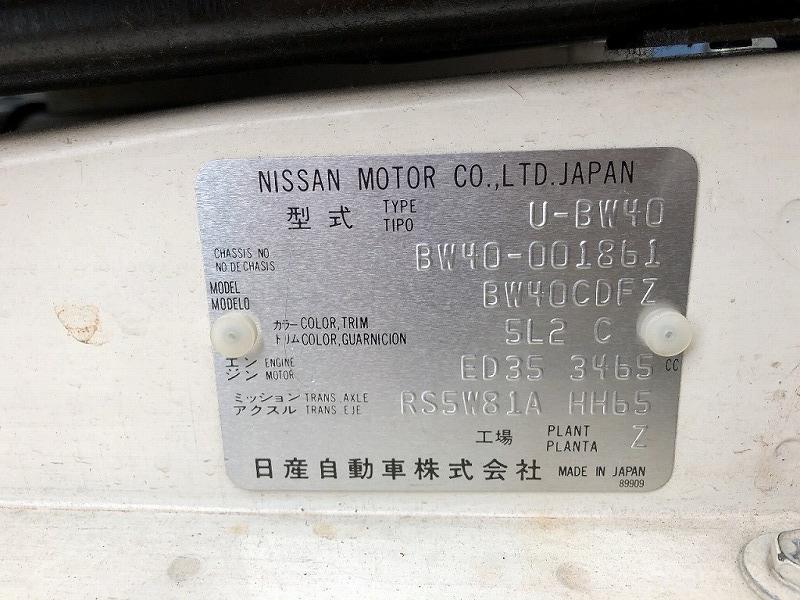 NISSAN MOTOR CO.,LTD.JAPAN
型式 TYPE TIPO U-BW40
CHASSIS NO NO DE CHASIS BW40-001861
MODEL MODELO BW40CDFZ
カラー COLOR,TRIM
トリム COLOR,GUARNICION 5L2 C
エンジン ENGINE MOTOR ED35 3465 CC
ミッション TRANS. AXLE
アクスル TRANS EJE RS5W81A HH65
工場 PLANT PLANTA Z
日産自動車株式会社 MADE IN JAPAN
89909